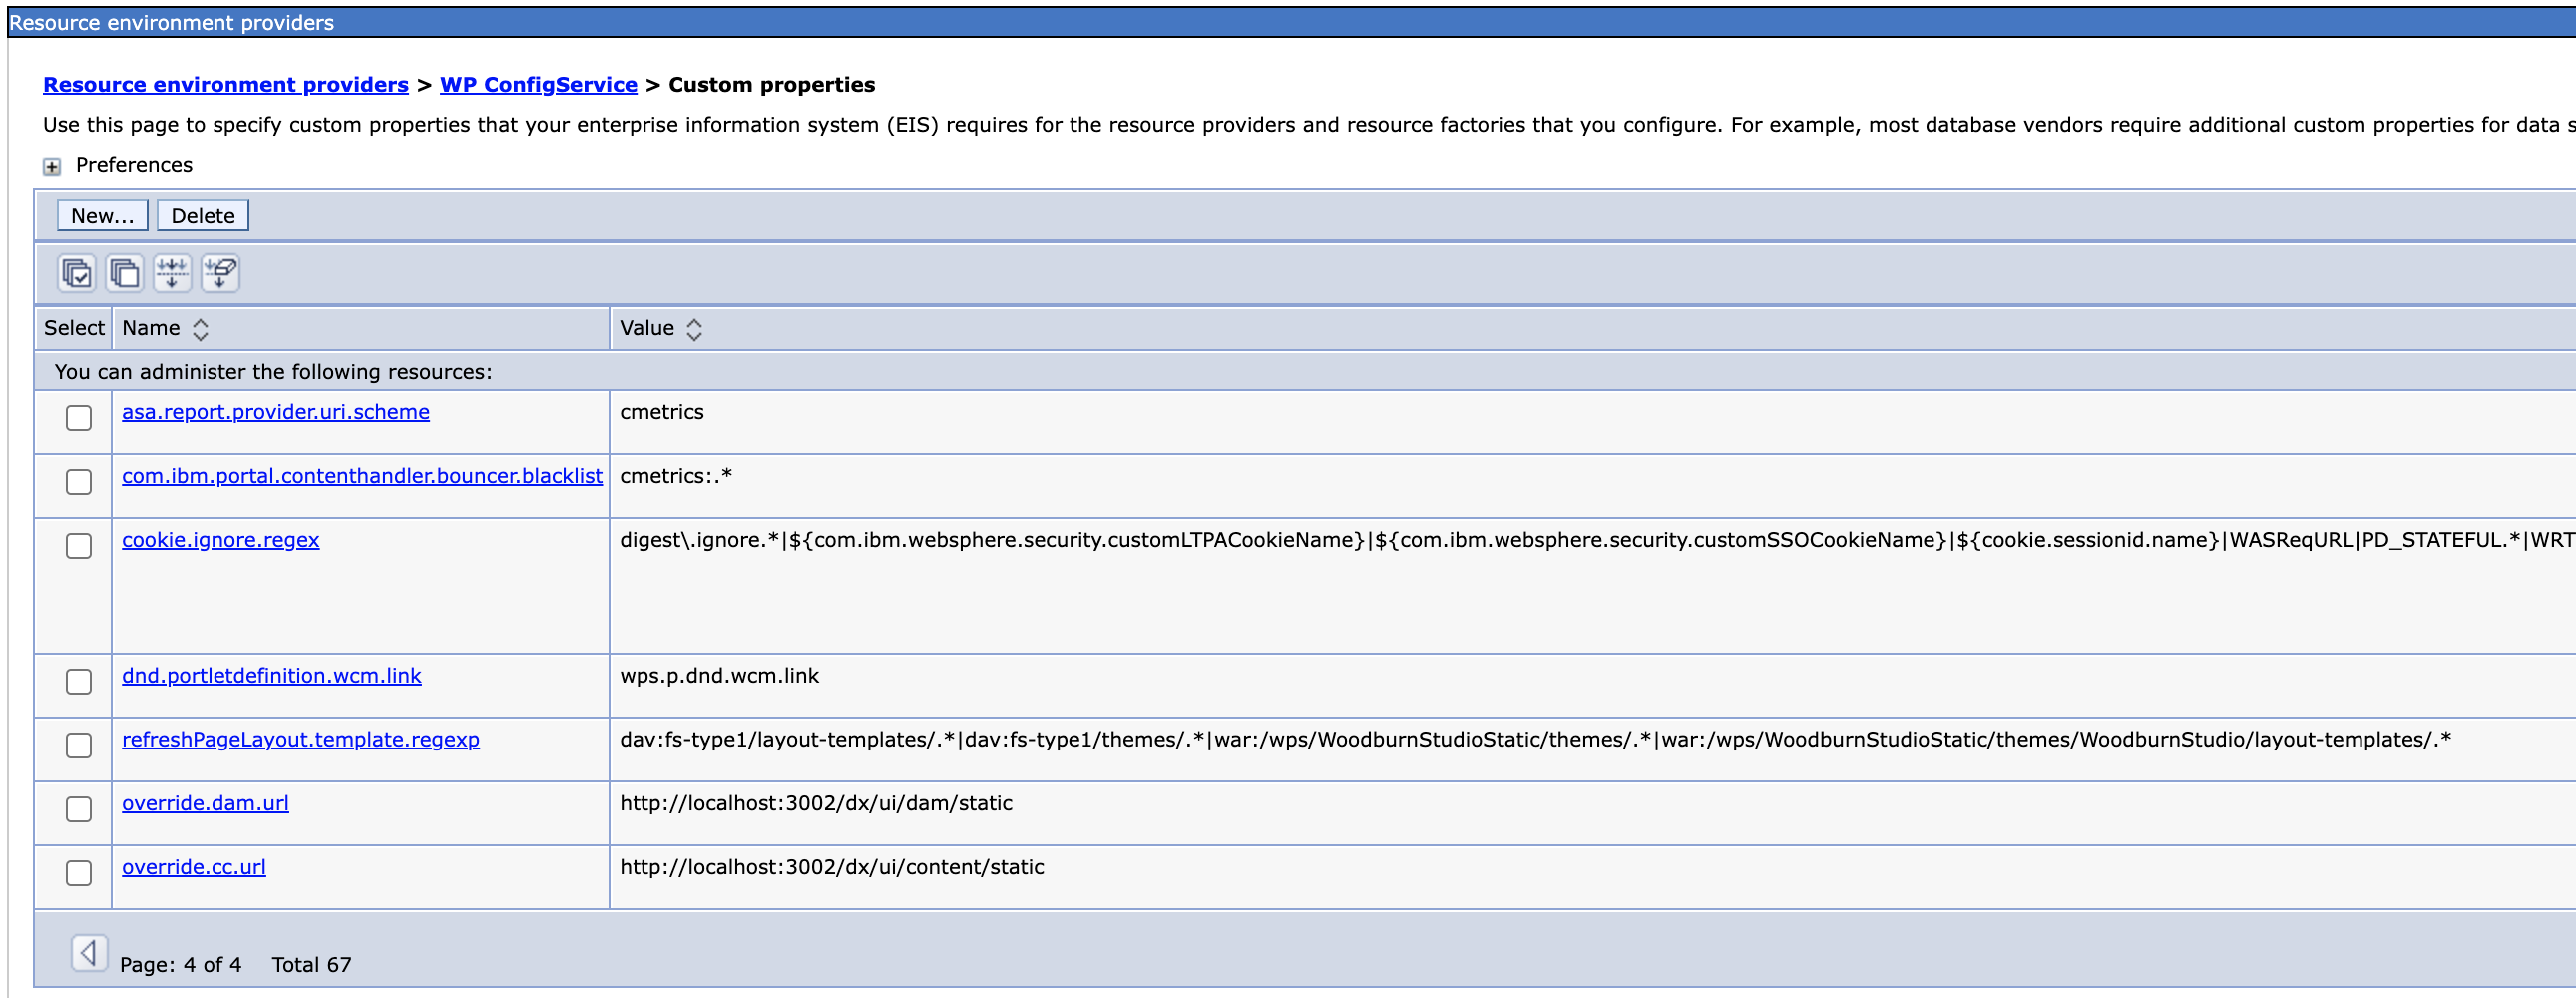 Resource environment providers
Resource environment providers > WP ConfigService > Custom properties
Use this page to specify custom properties that your enterprise information system (EIS) requires for the resource providers and resource factories that you configure. For example, most database vendors require additional custom properties for data s
Preferences
New... Delete
Select Name Value
You can administer the following resources:
asa.report.provider.uri.scheme cmetrics
com.ibm.portal.contenthandler.bouncer.blacklist cmetrics:.*
cookie.ignore.regex digest\.ignore.*|${com.ibm.websphere.security.customLTPACookieName}|${com.ibm.websphere.security.customSSOCookieName}|${cookie.sessionid.name}|WASReqURL|PD_STATEFUL.*|WRT
dnd.portletdefinition.wcm.link wps.p.dnd.wcm.link
refreshPageLayout.template.regexp dav:fs-type1/layout-templates/.*|dav:fs-type1/themes/.*|war:/wps/WoodburnStudioStatic/themes/.*|war:/wps/WoodburnStudioStatic/themes/WoodburnStudio/layout-templates/.*
override.dam.url http://localhost:3002/dx/ui/dam/static
override.cc.url http://localhost:3002/dx/ui/content/static
Page: 4 of 4 Total 67